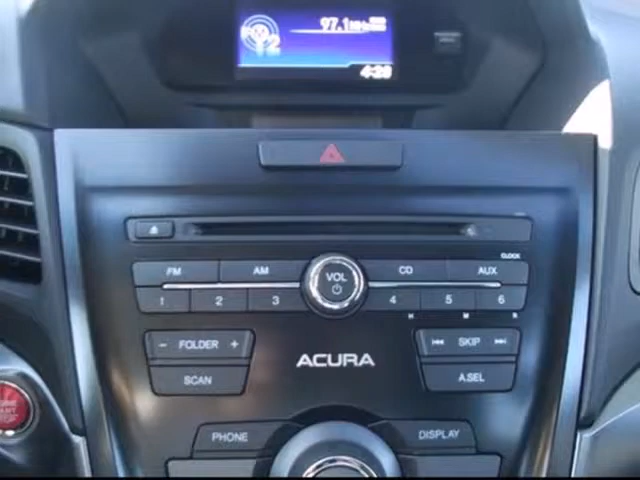 97.1
4:23
CLOCK
FM AM VOL CD AUX
1 2 3 4 5 6
H M R
- FOLDER + SKIP
ACURA
SCAN A.SEL
PHONE DISPLAY